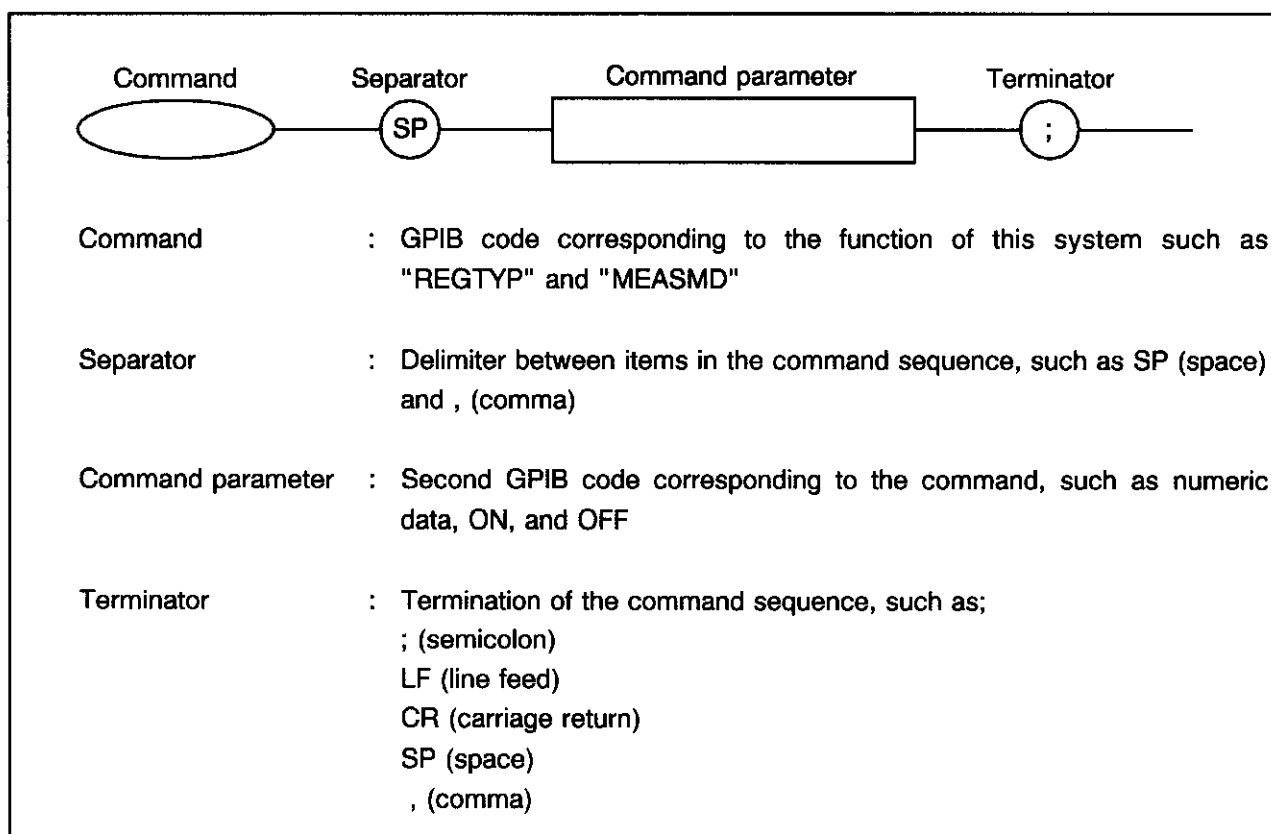 Command Separator Command parameter Terminator
SP ;
Command : GPIB code corresponding to the function of this system such as
"REGTYP" and "MEASMD"
Separator : Delimiter between items in the command sequence, such as SP (space)
and , (comma)
Command parameter : Second GPIB code corresponding to the command, such as numeric
data, ON, and OFF
Terminator : Termination of the command sequence, such as;
; (semicolon)
LF (line feed)
CR (carriage return)
SP (space)
, (comma)